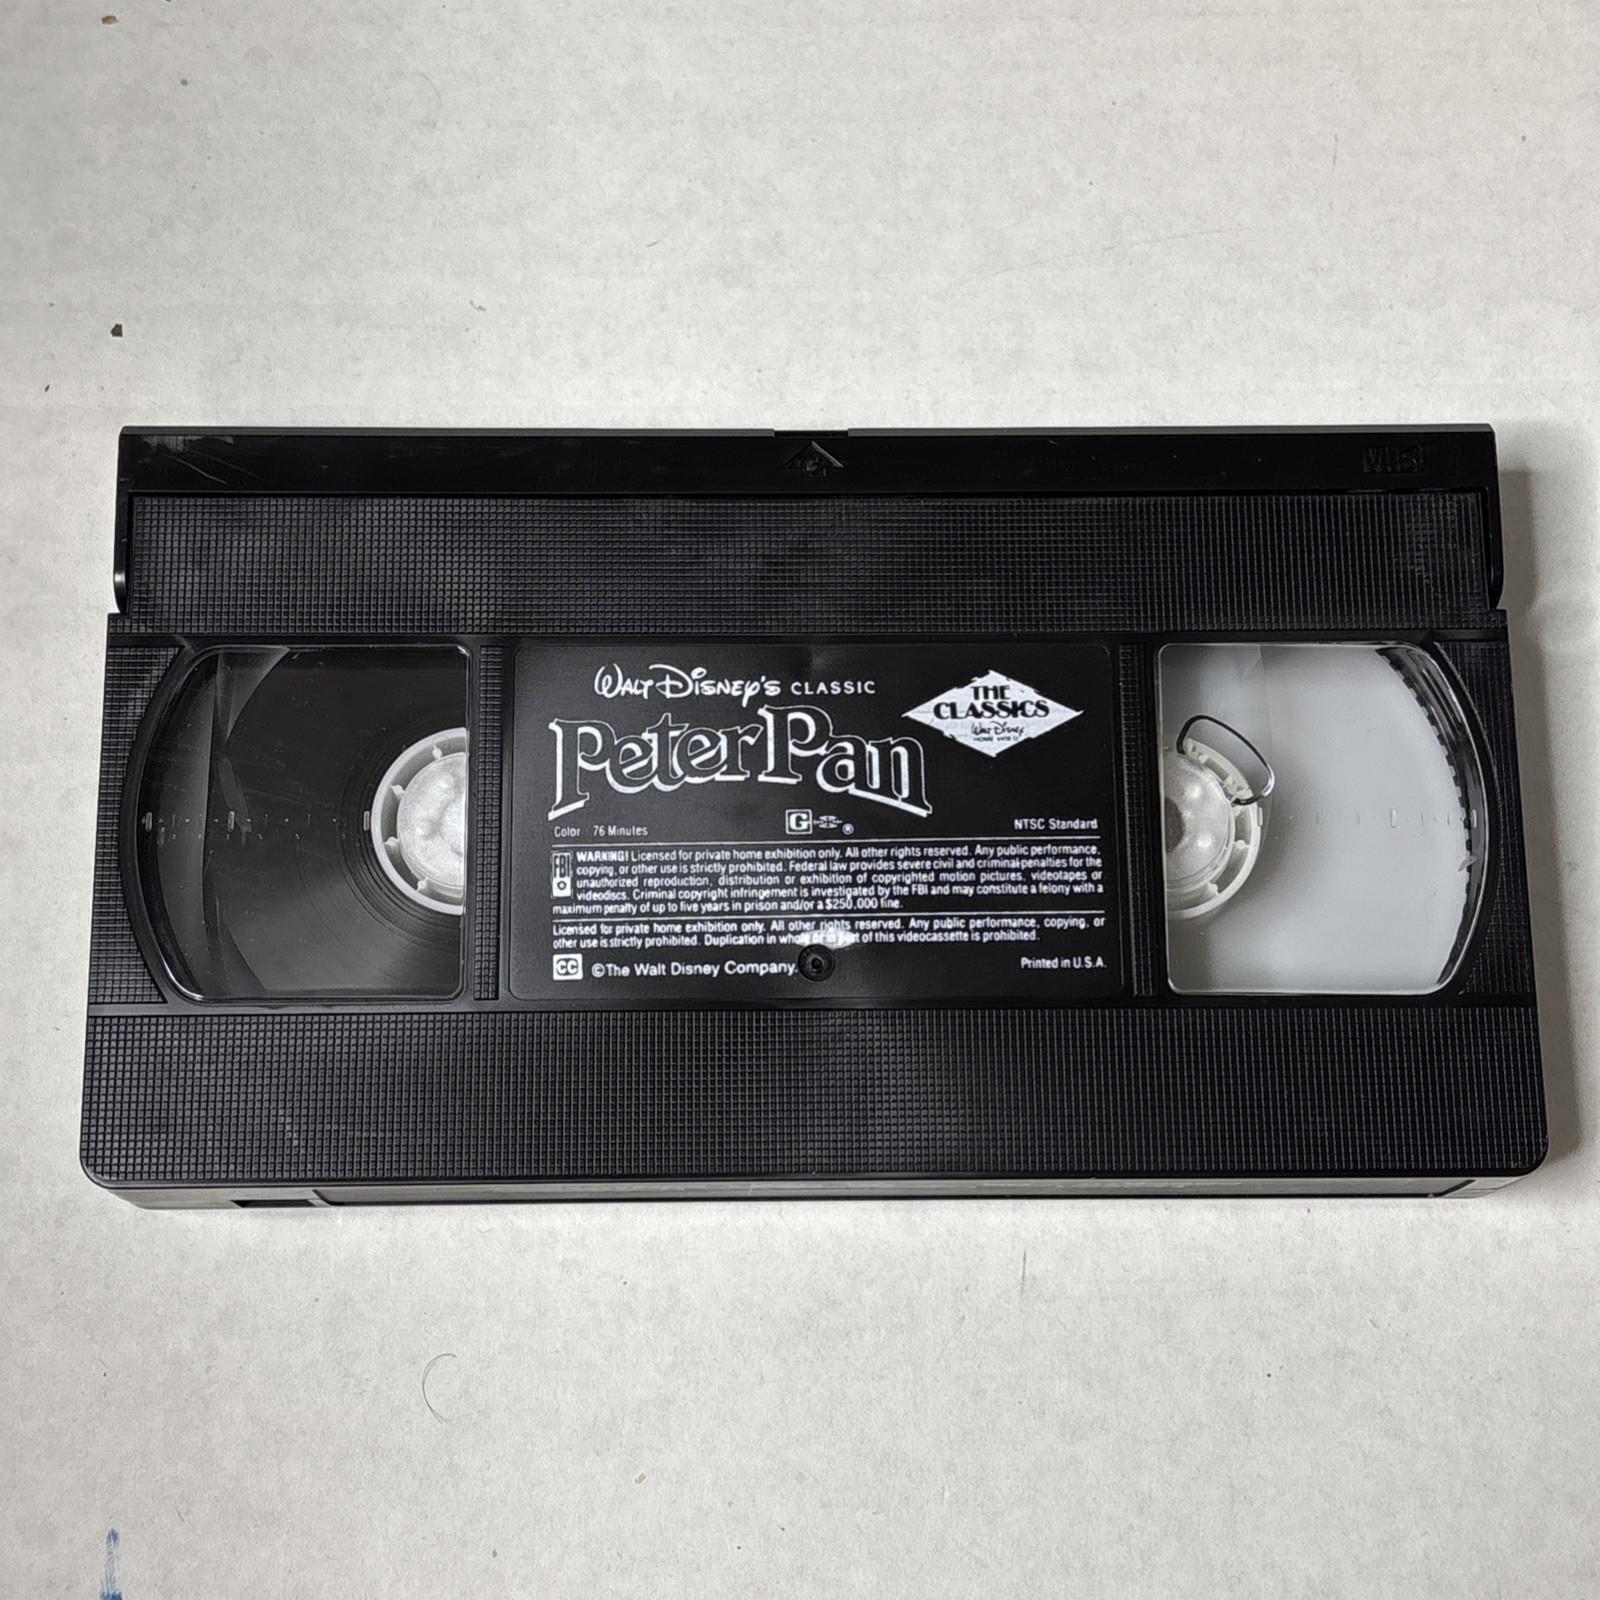 VHS
WALT DISNEY'S CLASSIC
Peter Pan
THE
CLASSICS
Walt Disney
HOME VIDEO
Color 76 Minutes
G
®
NTSC Standard
FBI
WARNING! Licensed for private home exhibition only. All other rights reserved. Any public performance,
copying, or other use is strictly prohibited. Federal law provides severe civil and criminal penalties for the
unauthorized reproduction, distribution or exhibition of copyrighted motion pictures, videotapes or
videodiscs. Criminal copyright infringement is investigated by the FBI and may constitute a felony with a
maximum penalty of up to five years in prison and/or a $250,000 fine.
Licensed for private home exhibition only. All other rights reserved. Any public performance, copying, or
other use is strictly prohibited. Duplication in whole or in part of this videocassette is prohibited.
CC ©The Walt Disney Company.
Printed in U.S.A.